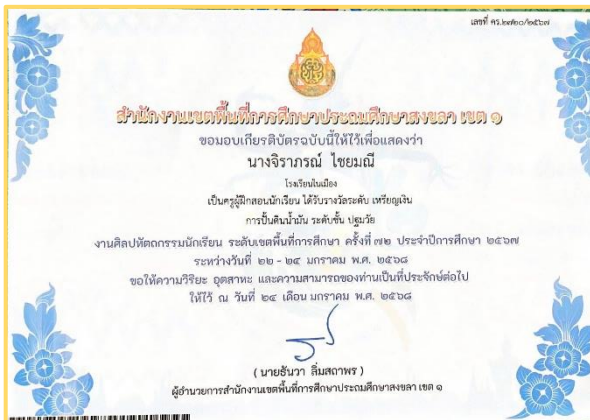 เลขที่ คร.๒๗๒๐/๒๕๖๗
สำนักงานเขตพื้นที่การศึกษาประถมศึกษาสงขลา เขต ๑
ขอมอบเกียรติบัตรฉบับนี้ให้ไว้เพื่อแสดงว่า
นางจิราภรณ์ ไชยมณี
โรงเรียนในเมือง
เป็นครูผู้ฝึกสอนนักเรียน ได้รับรางวัลระดับ เหรียญเงิน
การปั้นดินน้ำมัน ระดับชั้น ปฐมวัย
งานศิลปหัตถกรรมนักเรียน ระดับเขตพื้นที่การศึกษา ครั้งที่ ๗๒ ประจำปีการศึกษา ๒๕๖๗
ระหว่างวันที่ ๒๒ - ๒๔ มกราคม พ.ศ. ๒๕๖๘
ขอให้ความวิริยะ อุตสาหะ และความสามารถของท่านเป็นที่ประจักษ์ต่อไป
ให้ไว้ ณ วันที่ ๒๔ เดือน มกราคม พ.ศ. ๒๕๖๘
( นายธันวา ลิ่มสถาพร )
ผู้อำนวยการสำนักงานเขตพื้นที่การศึกษาประถมศึกษาสงขลา เขต ๑